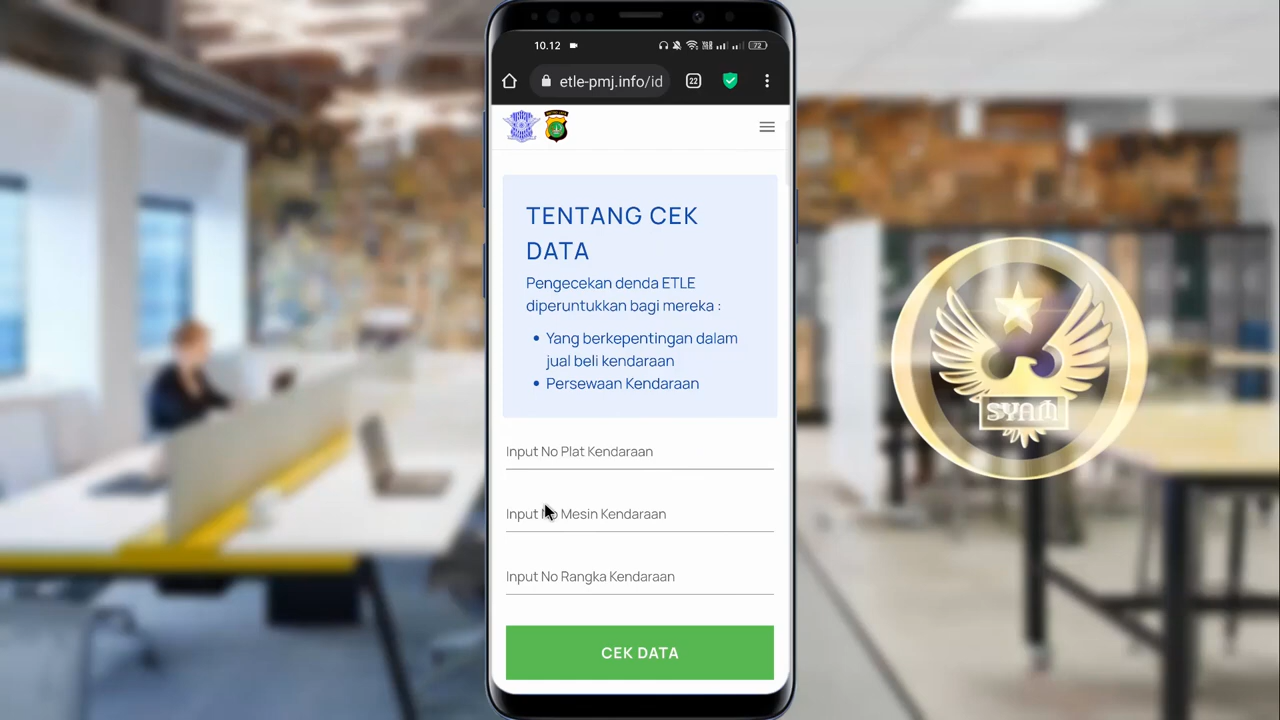 10.12
72
etle-pmj.info/id
22
TENTANG CEK
DATA
Pengecekan denda ETLE
diperuntukkan bagi mereka :
• Yang berkepentingan dalam
jual beli kendaraan
• Persewaan Kendaraan
Input No Plat Kendaraan
Input No Mesin Kendaraan
Input No Rangka Kendaraan
CEK DATA
SYAM